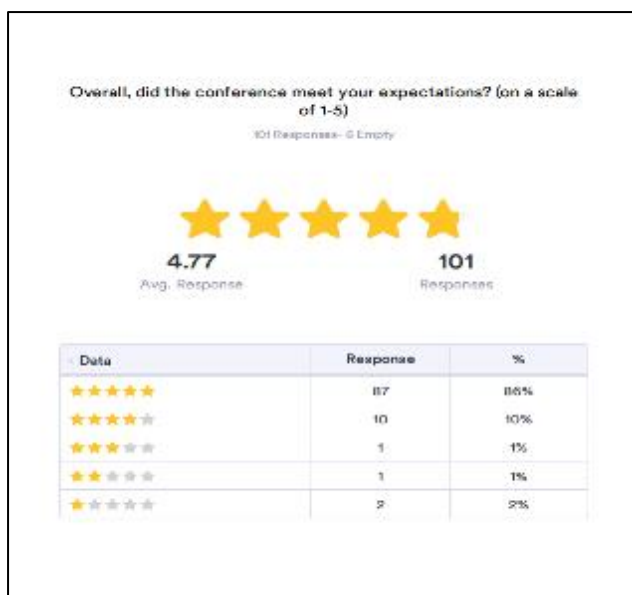 Overall, did the conference meet your expectations? (on a scale
of 1-5)
101 Responses- 6 Empty
4.77
101
Avg. Response
Responses
Data Response %
87 86%
10 10%
1 1%
1 1%
2 2%